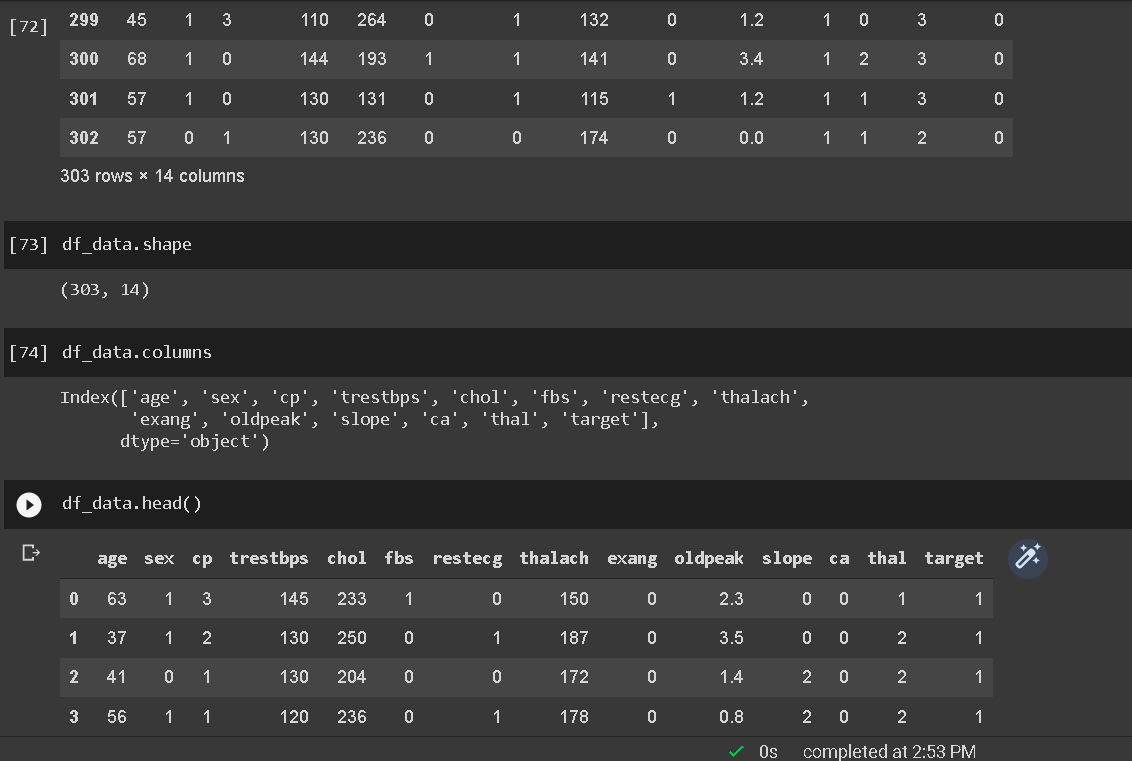 [72]
299 45 1 3 110 264 0 1 132 0 1.2 1 0 3 0
300 68 1 0 144 193 1 1 141 0 3.4 1 2 3 0
301 57 1 0 130 131 0 1 115 1 1.2 1 1 3 0
302 57 0 1 130 236 0 0 174 0 0.0 1 1 2 0
303 rows × 14 columns
[73] df_data.shape
(303, 14)
[74] df_data.columns
Index(['age', 'sex', 'cp', 'trestbps', 'chol', 'fbs', 'restecg', 'thalach',
'exang', 'oldpeak', 'slope', 'ca', 'thal', 'target'],
dtype='object')
df_data.head()
age sex cp trestbps chol fbs restecg thalach exang oldpeak slope ca thal target
0 63 1 3 145 233 1 0 150 0 2.3 0 0 1 1
1 37 1 2 130 250 0 1 187 0 3.5 0 0 2 1
2 41 0 1 130 204 0 0 172 0 1.4 2 0 2 1
3 56 1 1 120 236 0 1 178 0 0.8 2 0 2 1
0s completed at 2:53 PM